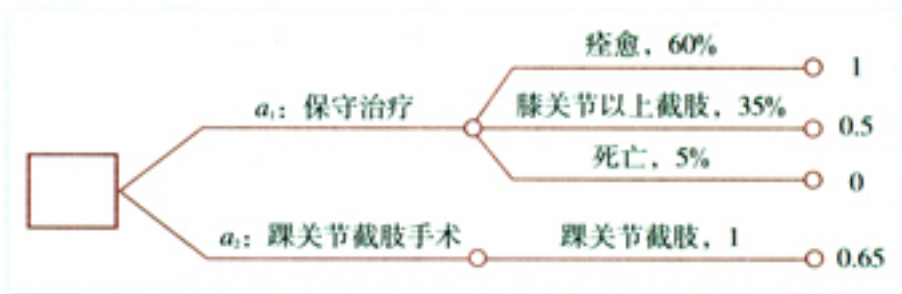 痊愈，60%
1
a₁：保守治疗
膝关节以上截肢，35%
0.5
死亡，5%
0
a₂：踝关节截肢手术
踝关节截肢，1
0.65